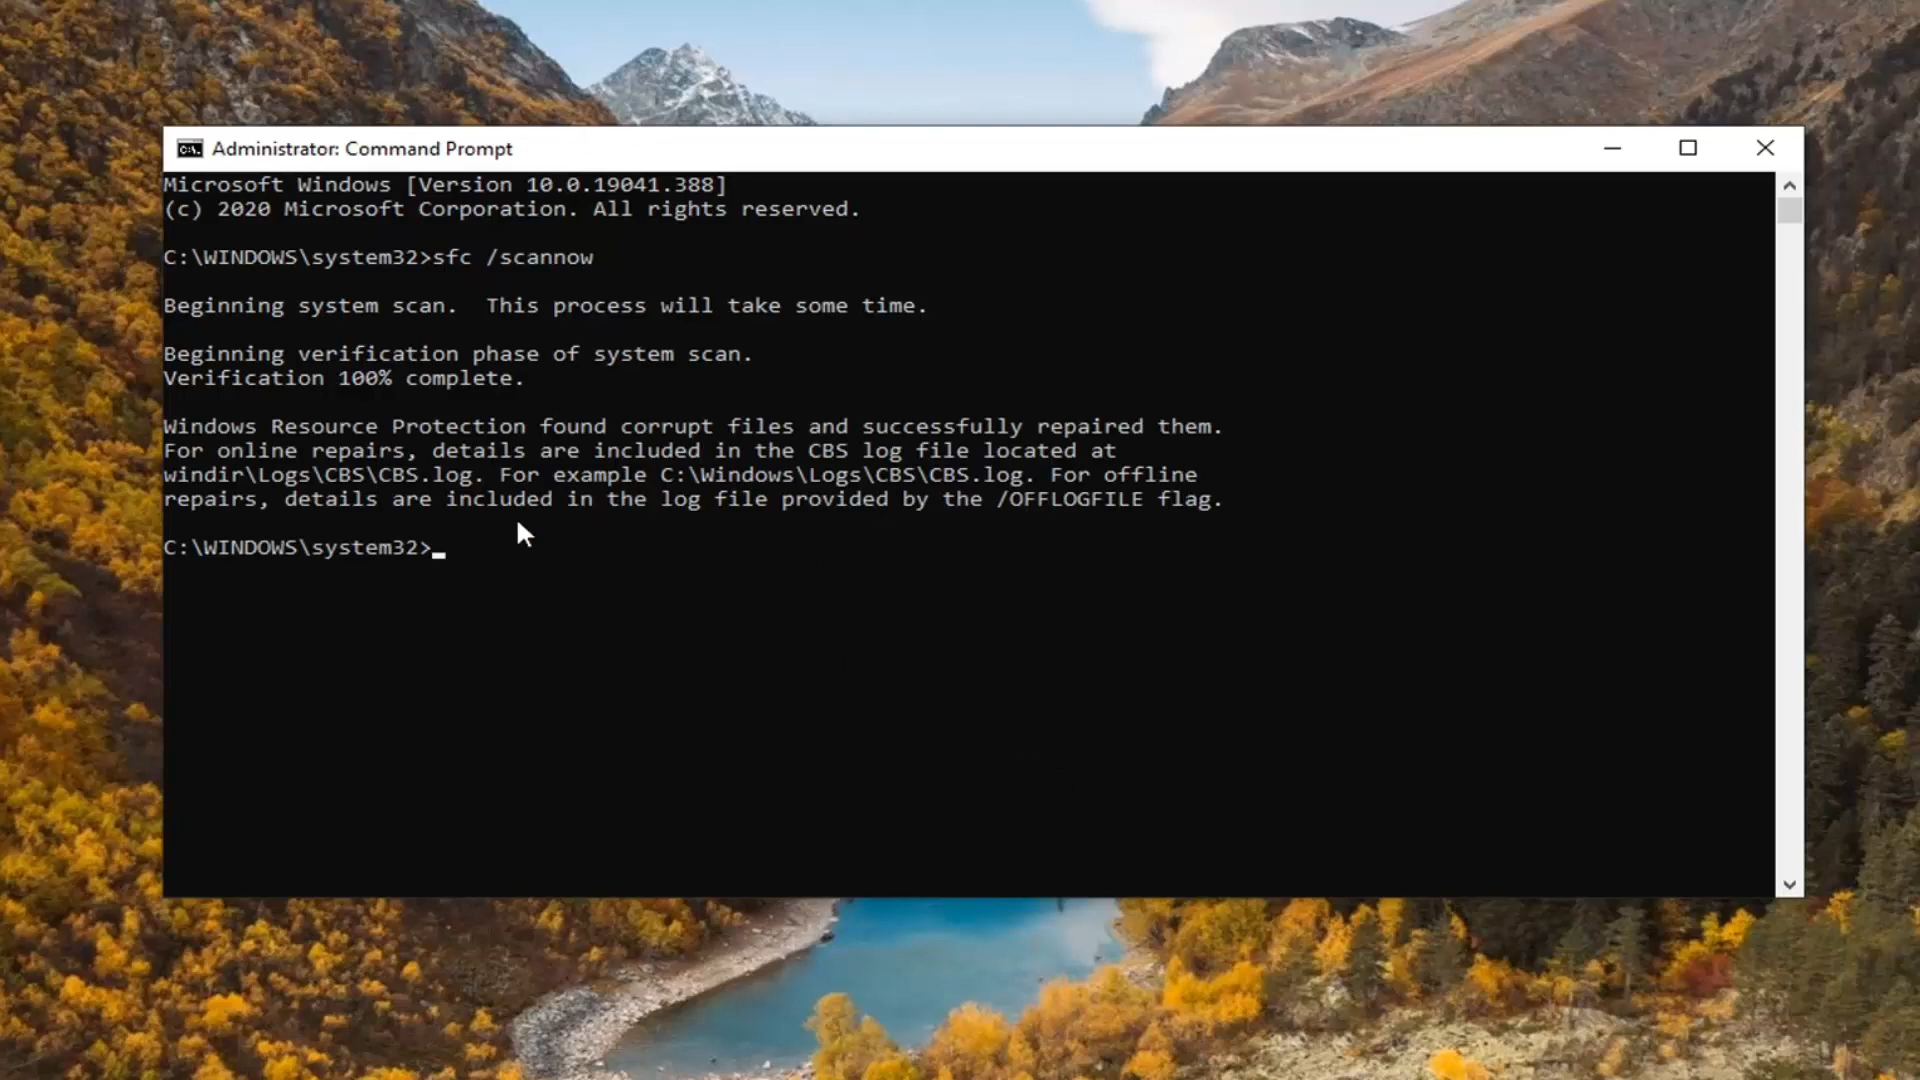 Administrator: Command Prompt
Microsoft Windows [Version 10.0.19041.388]
(c) 2020 Microsoft Corporation. All rights reserved.
C:\WINDOWS\system32>sfc /scannow
Beginning system scan.  This process will take some time.
Beginning verification phase of system scan.
Verification 100% complete.
Windows Resource Protection found corrupt files and successfully repaired them.
For online repairs, details are included in the CBS log file located at
windir\Logs\CBS\CBS.log. For example C:\Windows\Logs\CBS\CBS.log. For offline
repairs, details are included in the log file provided by the /OFFLOGFILE flag.
C:\WINDOWS\system32>